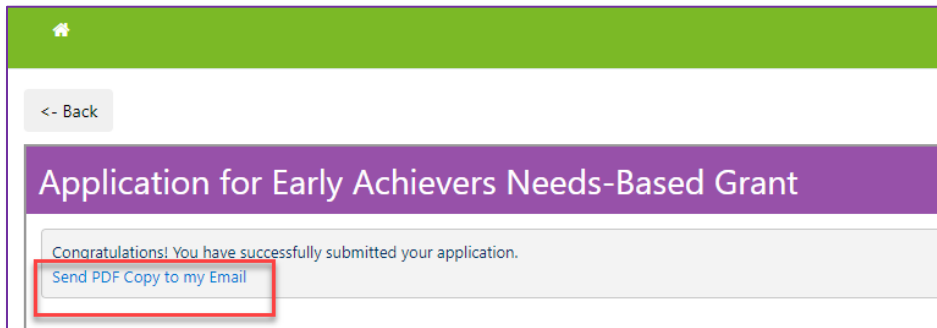 <- Back
Application for Early Achievers Needs-Based Grant
Congratulations! You have successfully submitted your application.
Send PDF Copy to my Email